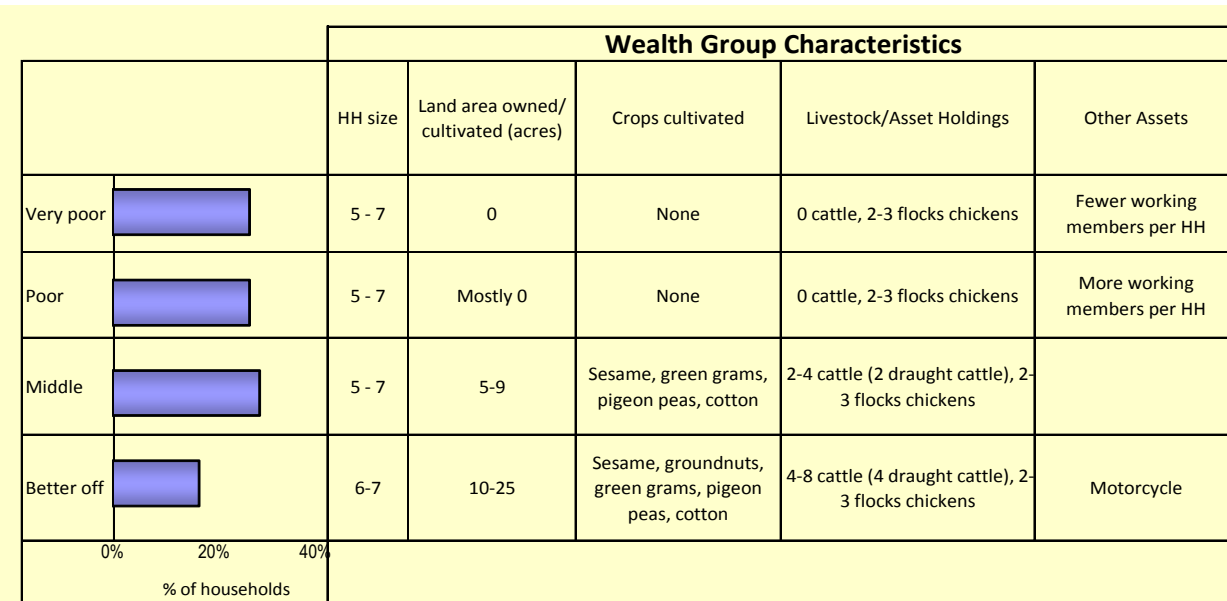 Wealth Group Characteristics
HH size
Land area owned/
cultivated (acres)
Crops cultivated
Livestock/Asset Holdings
Other Assets
Very poor
5 - 7
0
None
0 cattle, 2-3 flocks chickens
Fewer working
members per HH
Poor
5 - 7
Mostly 0
None
0 cattle, 2-3 flocks chickens
More working
members per HH
Middle
5 - 7
5-9
Sesame, green grams,
pigeon peas, cotton
2-4 cattle (2 draught cattle), 2-
3 flocks chickens
Better off
6-7
10-25
Sesame, groundnuts,
green grams, pigeon
peas, cotton
4-8 cattle (4 draught cattle), 2-
3 flocks chickens
Motorcycle
0% 20% 40%
% of households